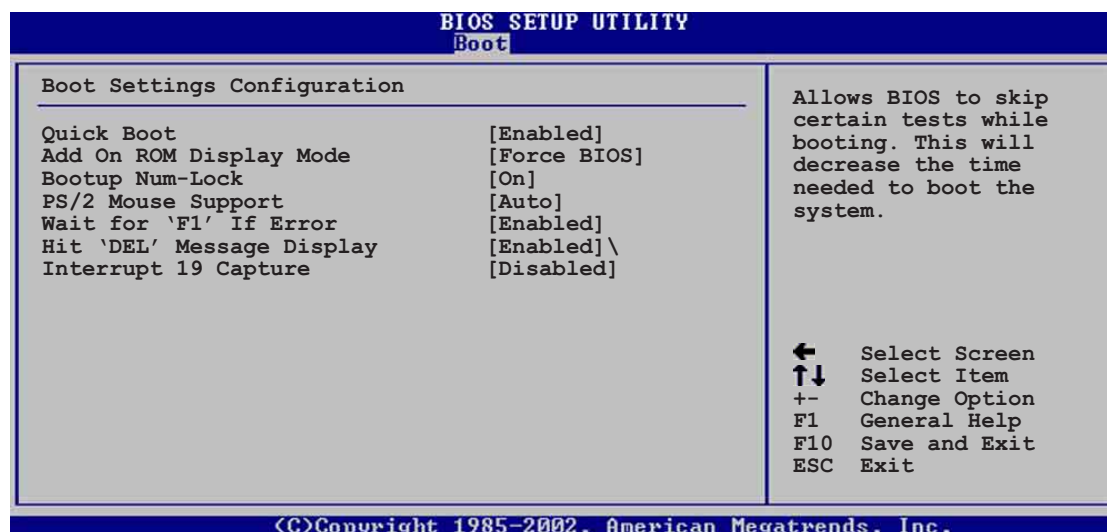 BIOS SETUP UTILITY
Boot
Boot Settings Configuration
Quick Boot [Enabled]
Add On ROM Display Mode [Force BIOS]
Bootup Num-Lock [On]
PS/2 Mouse Support [Auto]
Wait for ‘F1’ If Error [Enabled]
Hit ‘DEL’ Message Display [Enabled]\
Interrupt 19 Capture [Disabled]
Allows BIOS to skip
certain tests while
booting. This will
decrease the time
needed to boot the
system.
← Select Screen
↑↓ Select Item
+- Change Option
F1 General Help
F10 Save and Exit
ESC Exit
(C)Copyright 1985-2002, American Megatrends, Inc.